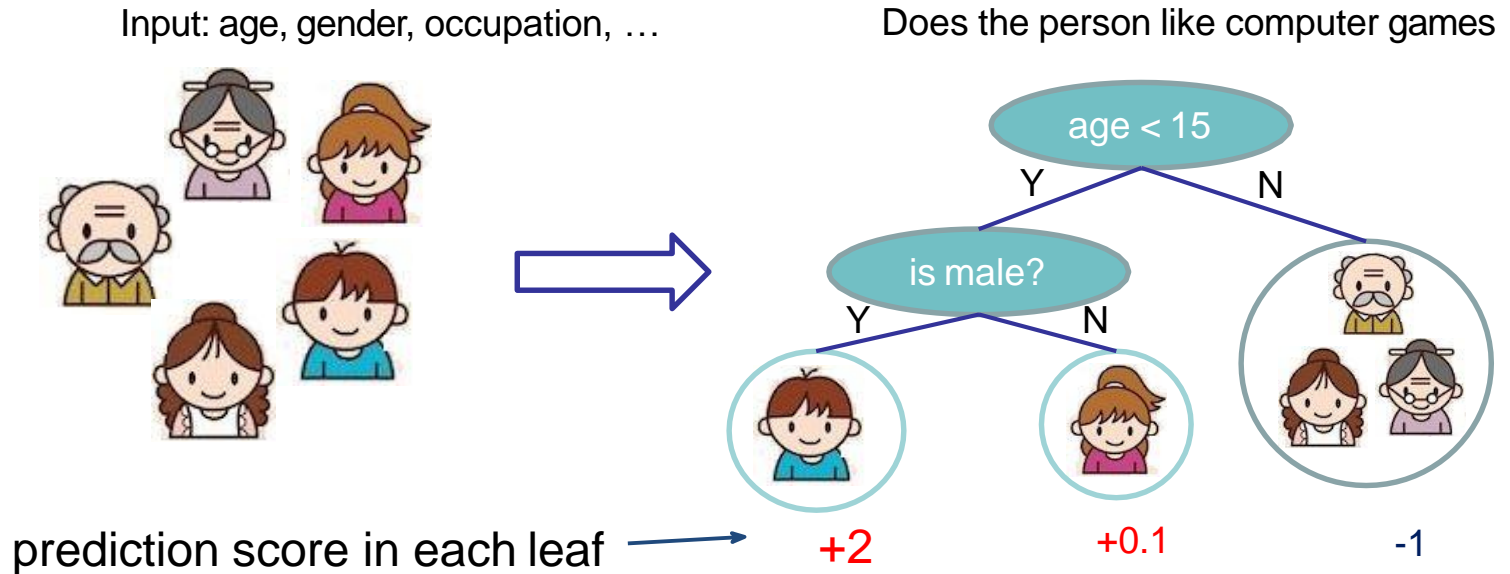 Input: age, gender, occupation, …
Does the person like computer games
age < 15
Y
N
is male?
Y
N
prediction score in each leaf
+2
+0.1
-1